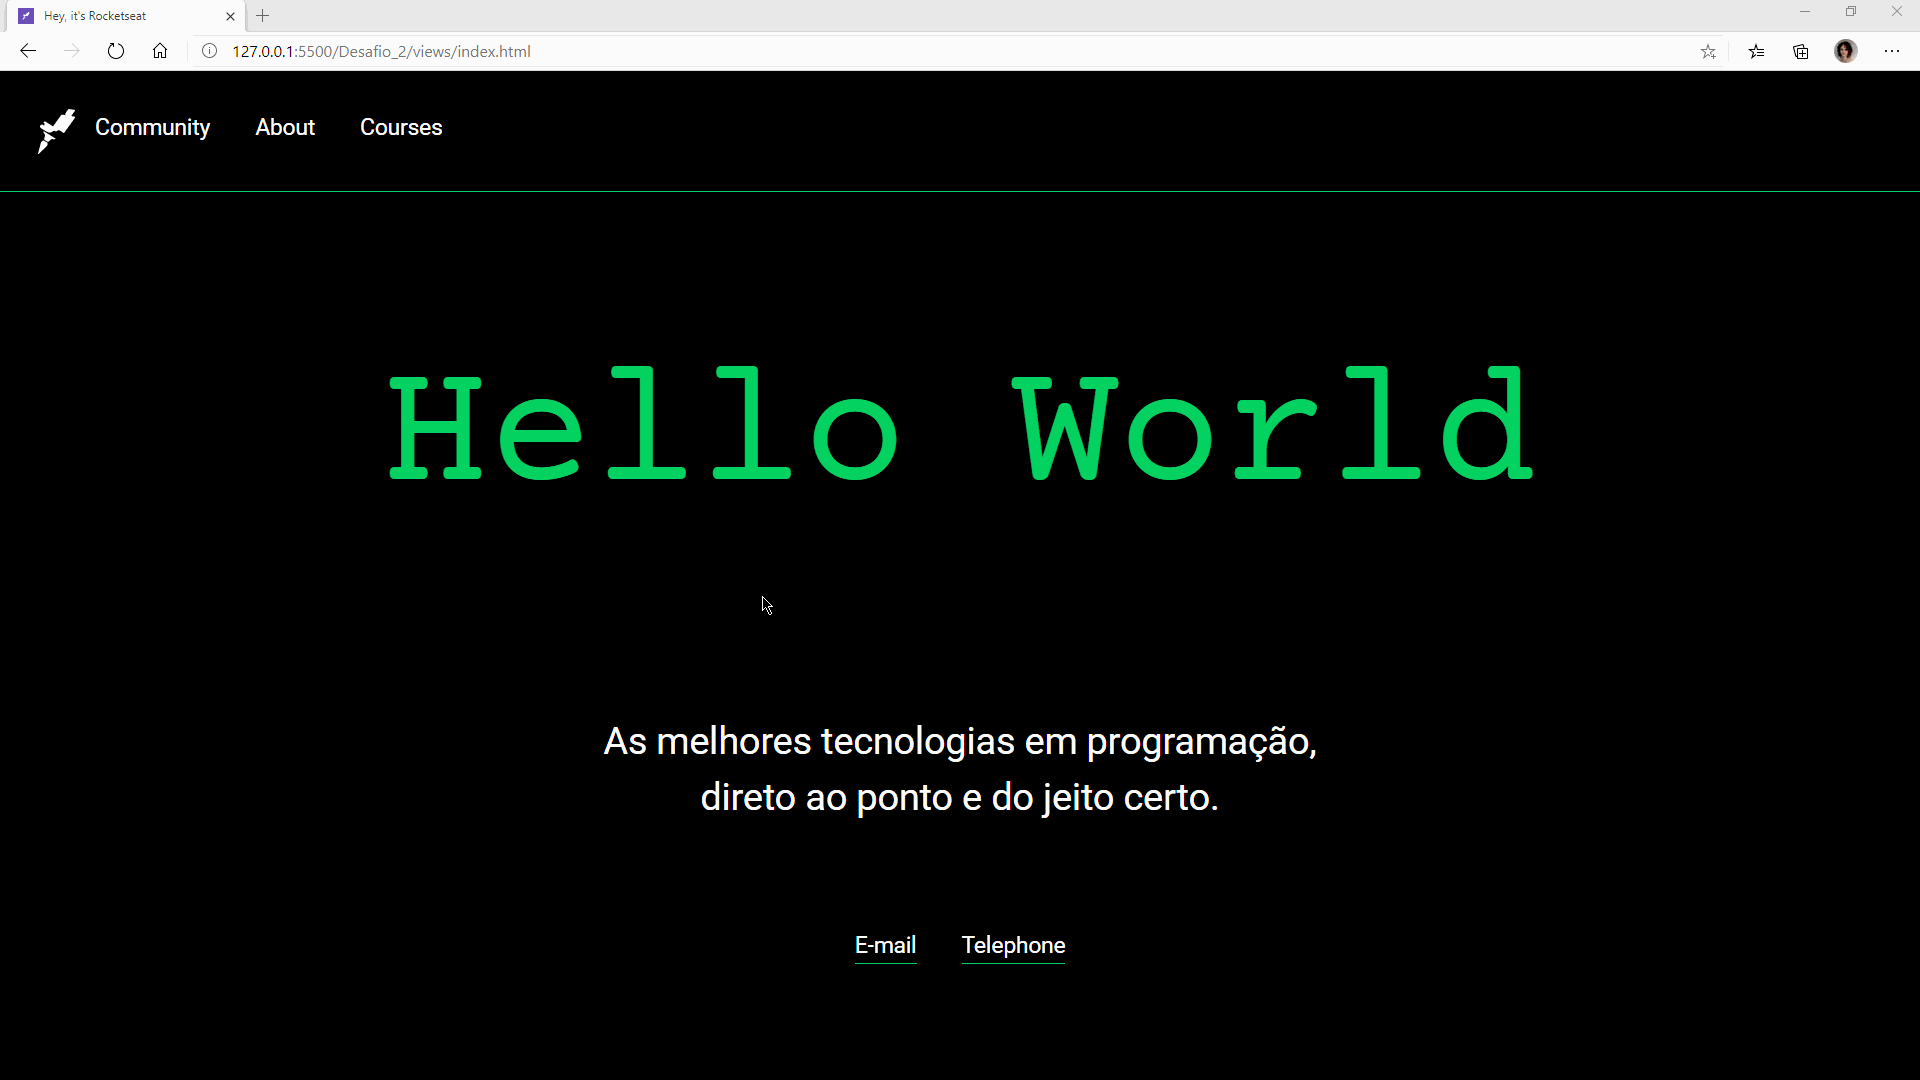 Hey, it's Rocketseat
127.0.0.1:5500/Desafio_2/views/index.html
Community About Courses
Hello World
As melhores tecnologias em programação,
direto ao ponto e do jeito certo.
E-mail Telephone